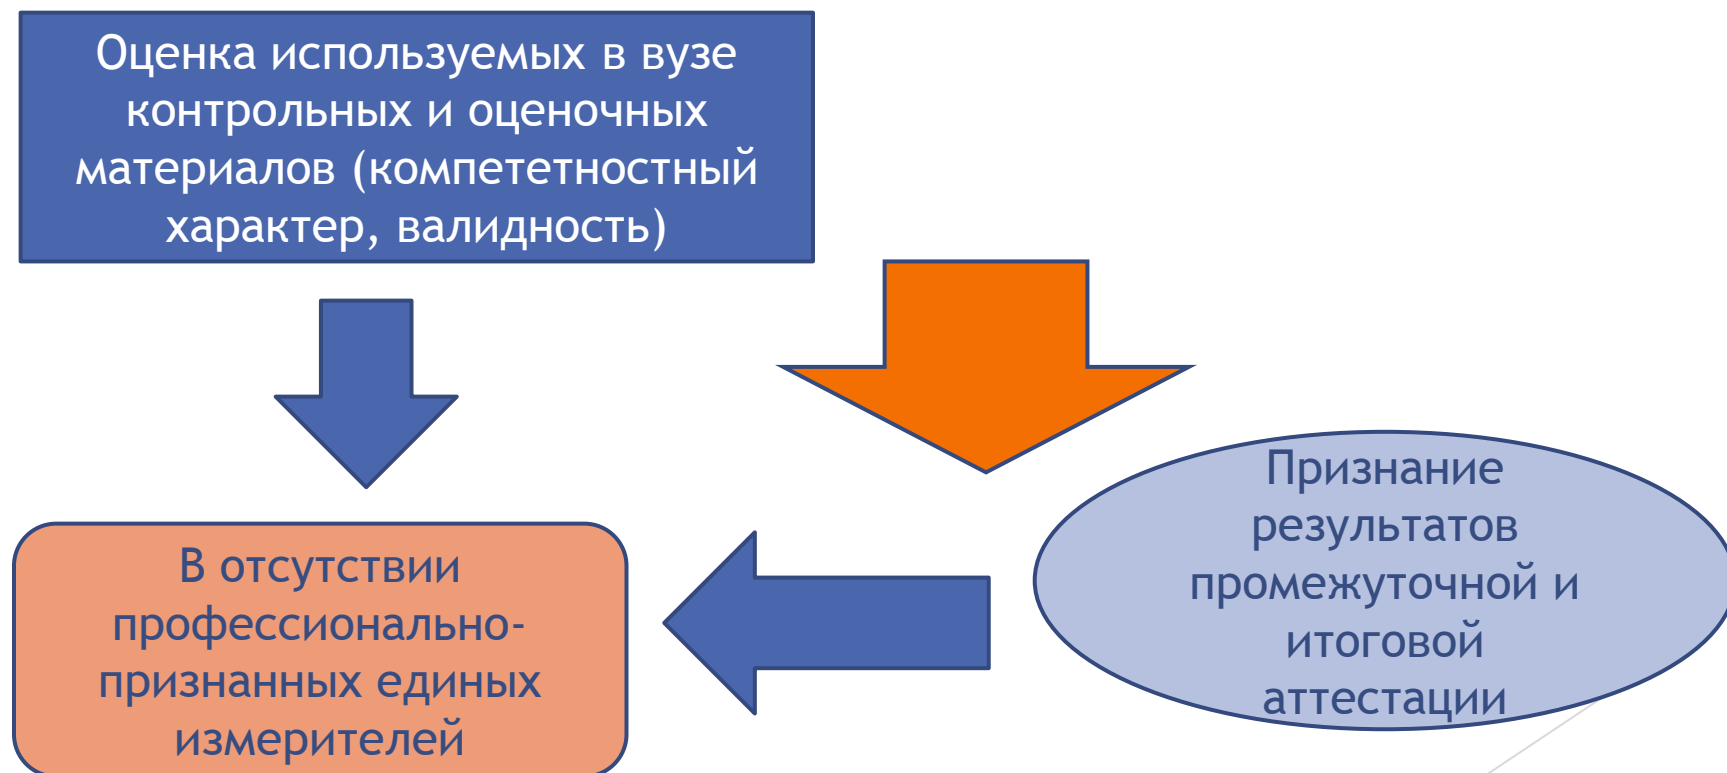 Оценка используемых в вузе
контрольных и оценочных
материалов (компететностный
характер, валидность)
Признание
результатов
промежуточной и
итоговой
аттестации
В отсутствии
профессионально-
признанных единых
измерителей